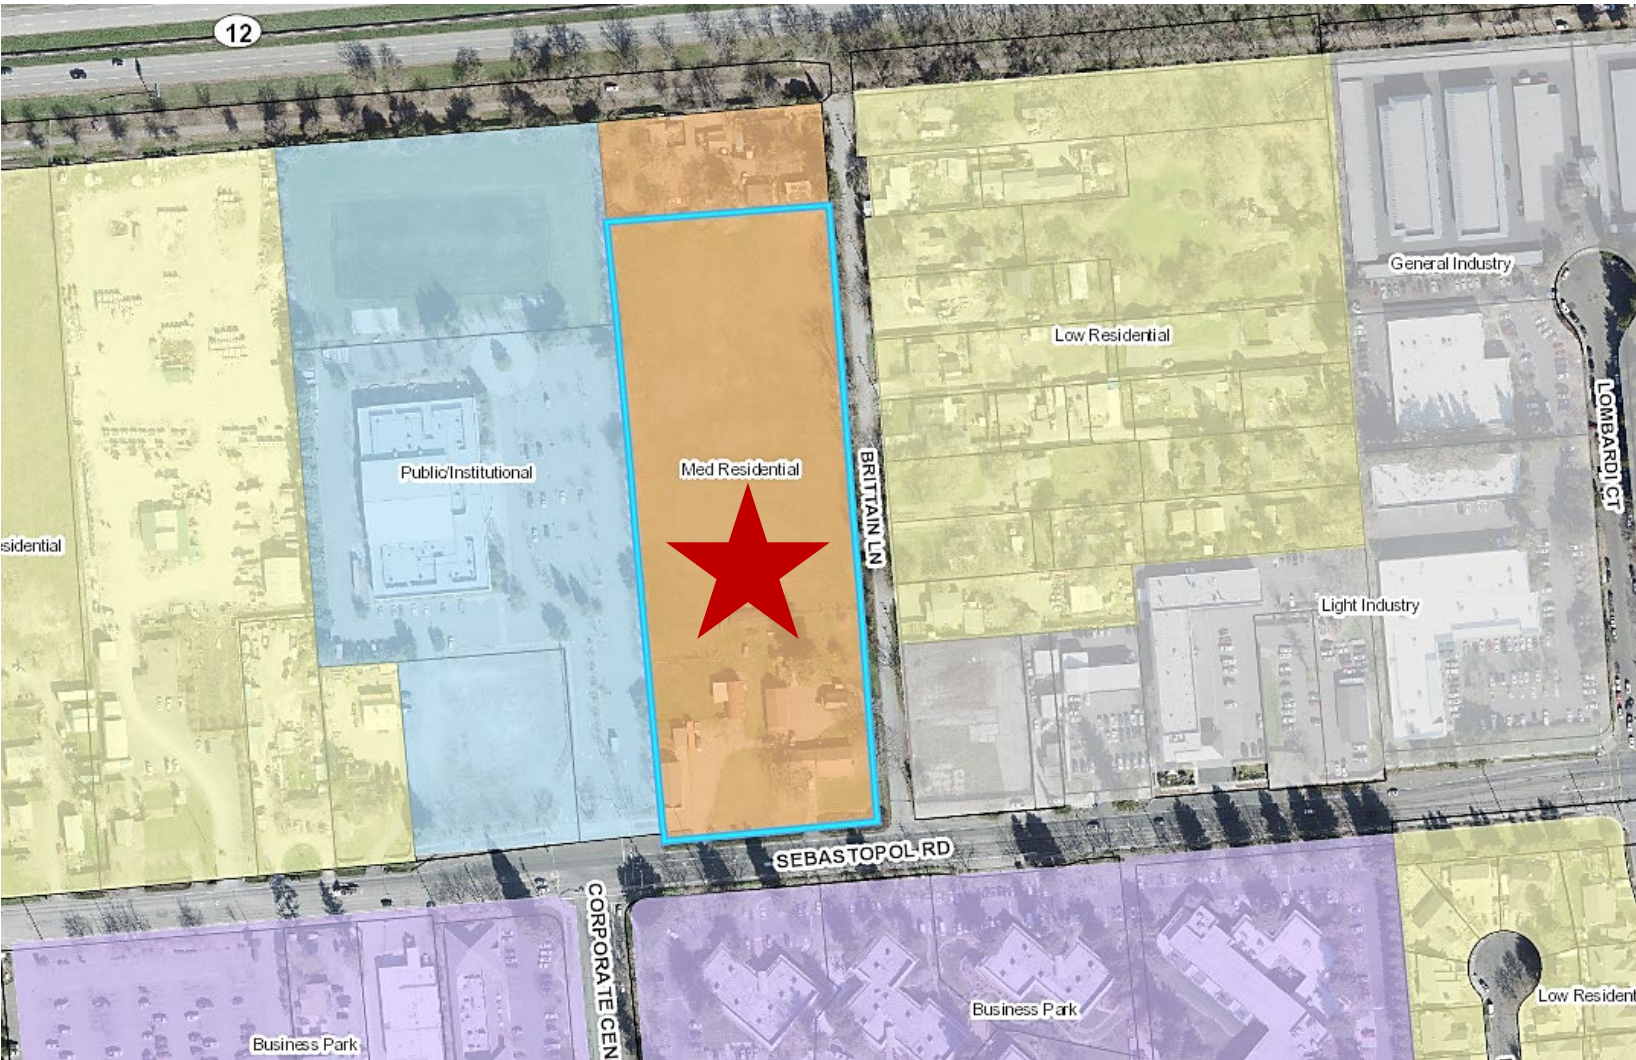 12
General Industry
Low Residential
LOMBARDI CT
Public/Institutional
Med Residential
BRITTAIN LN
sidential
Light Industry
SEBASTOPOL RD
CORPORATE CEN
Business Park
Low Resident
Business Park